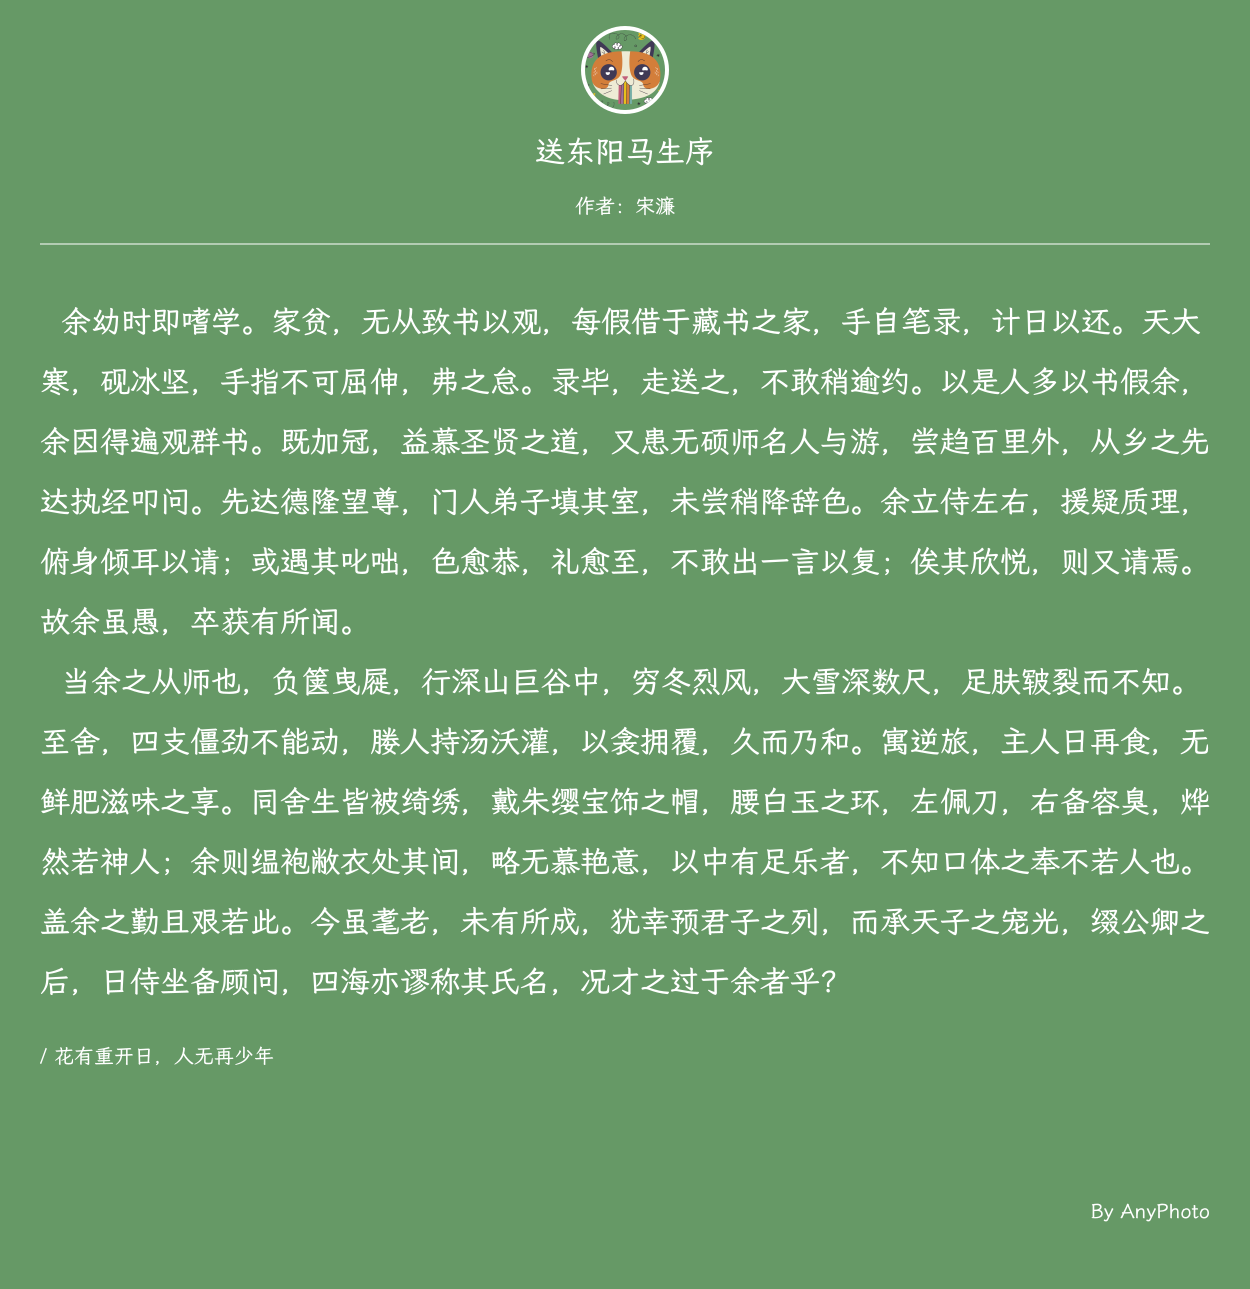 送东阳马生序
作者：宋濂
余幼时即嗜学。家贫，无从致书以观，每假借于藏书之家，手自笔录，计日以还。天大
寒，砚冰坚，手指不可屈伸，弗之怠。录毕，走送之，不敢稍逾约。以是人多以书假余，
余因得遍观群书。既加冠，益慕圣贤之道，又患无硕师名人与游，尝趋百里外，从乡之先
达执经叩问。先达德隆望尊，门人弟子填其室，未尝稍降辞色。余立侍左右，援疑质理，
俯身倾耳以请；或遇其叱咄，色愈恭，礼愈至，不敢出一言以复；俟其欣悦，则又请焉。
故余虽愚，卒获有所闻。
当余之从师也，负箧曳屣，行深山巨谷中，穷冬烈风，大雪深数尺，足肤皲裂而不知。
至舍，四支僵劲不能动，媵人持汤沃灌，以衾拥覆，久而乃和。寓逆旅，主人日再食，无
鲜肥滋味之享。同舍生皆被绮绣，戴朱缨宝饰之帽，腰白玉之环，左佩刀，右备容臭，烨
然若神人；余则缊袍敝衣处其间，略无慕艳意，以中有足乐者，不知口体之奉不若人也。
盖余之勤且艰若此。今虽耄老，未有所成，犹幸预君子之列，而承天子之宠光，缀公卿之
后，日侍坐备顾问，四海亦谬称其氏名，况才之过于余者乎？
/ 花有重开日，人无再少年
By AnyPhoto